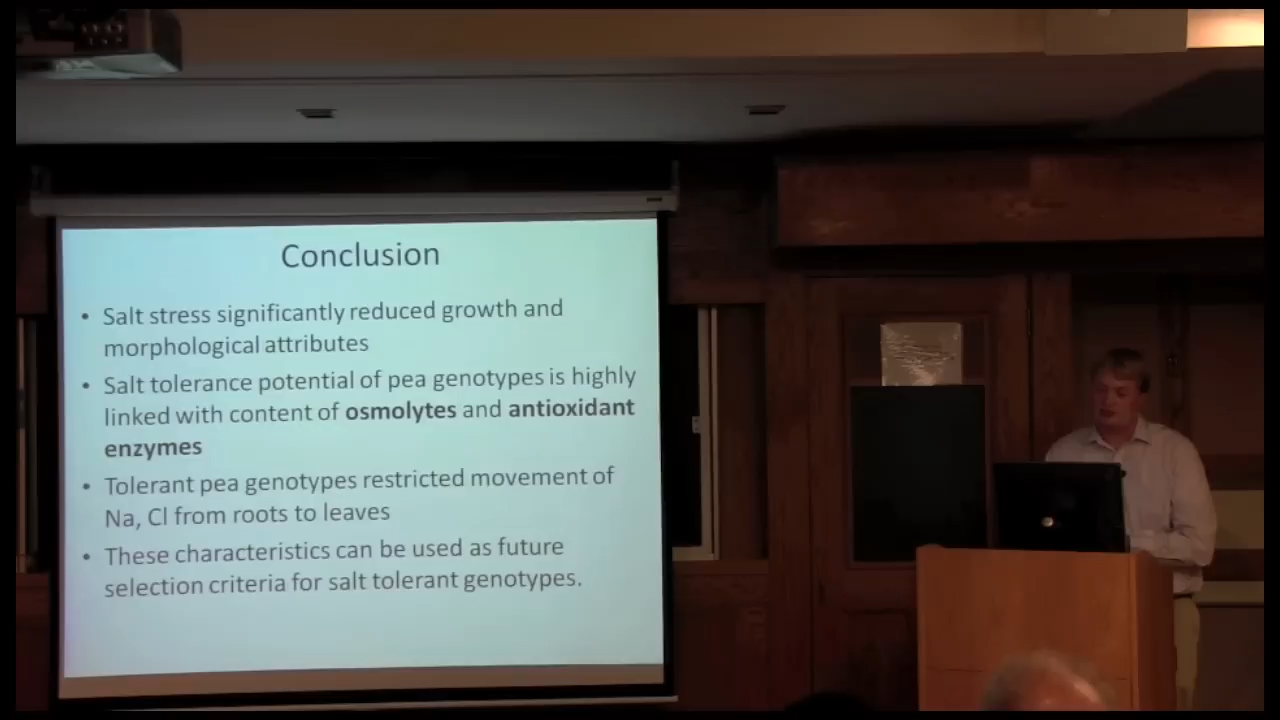 Conclusion
• Salt stress significantly reduced growth and
morphological attributes
• Salt tolerance potential of pea genotypes is highly
linked with content of osmolytes and antioxidant
enzymes
• Tolerant pea genotypes restricted movement of
Na, Cl from roots to leaves
• These characteristics can be used as future
selection criteria for salt tolerant genotypes.